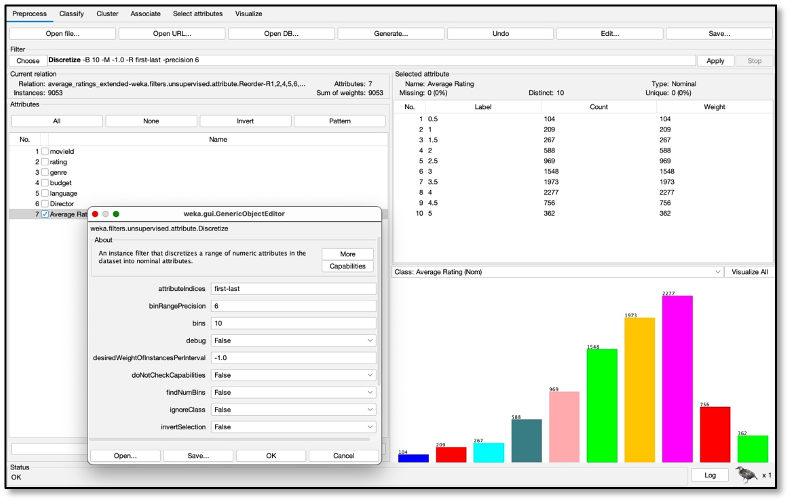 Preprocess Classify Cluster Associate Select attributes Visualize
Open file... Open URL... Open DB... Generate... Undo Edit... Save...
Filter
Choose Discretize -B 10 -M -1.0 -R first-last -precision 6 Apply Stop
Current relation
Relation: average_ratings_extended-weka.filters.unsupervised.attribute.Reorder-R1,2,4,5,6,... Attributes: 7
Instances: 9053 Sum of weights: 9053
Attributes
All None Invert Pattern
No. Name
1 movieId
2 rating
3 genre
4 budget
5 language
6 Director
7 Average Rat
Selected attribute
Name: Average Rating Type: Nominal
Missing: 0 (0%) Distinct: 10 Unique: 0 (0%)
No. Label Count Weight
1 0.5 104 104
2 1 209 209
3 1.5 267 267
4 2 588 588
5 2.5 969 969
6 3 1548 1548
7 3.5 1973 1973
8 4 2277 2277
9 4.5 756 756
10 5 362 362
Class: Average Rating (Nom) Visualize All
104 209 267 588 969 1548 1973 2277 756 362
weka.gui.GenericObjectEditor
weka.filters.unsupervised.attribute.Discretize
About
An instance filter that discretizes a range of numeric attributes in the
dataset into nominal attributes.
More
Capabilities
attributeIndices first-last
binRangePrecision 6
bins 10
debug False
desiredWeightOfInstancesPerInterval -1.0
doNotCheckCapabilities False
findNumBins False
ignoreClass False
invertSelection False
Open... Save... OK Cancel
Status
OK
Log x 1